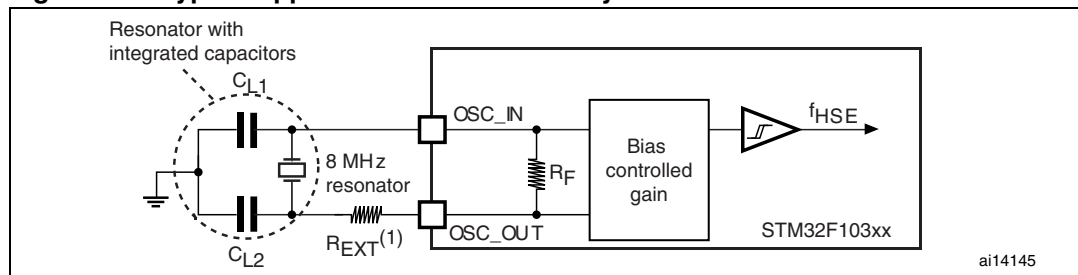 Resonator with
integrated capacitors
CL1
OSC_IN
fHSE
8 MHz
resonator
RF
Bias
controlled
gain
REXT(1)
OSC_OUT
STM32F103xx
CL2
ai14145